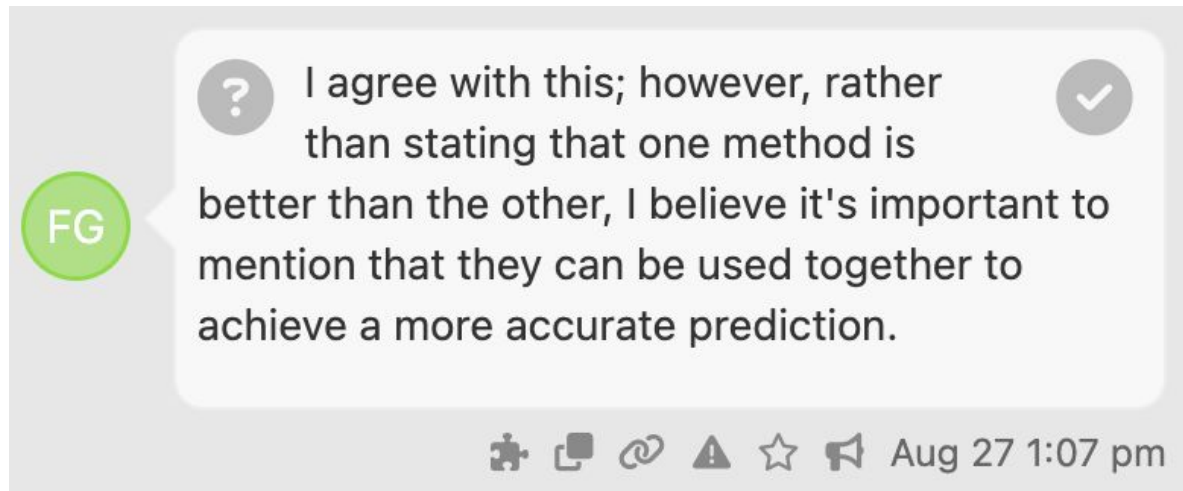 ? I agree with this; however, rather
than stating that one method is
better than the other, I believe it's important to
FG
mention that they can be used together to
achieve a more accurate prediction.
Aug 27 1:07 pm